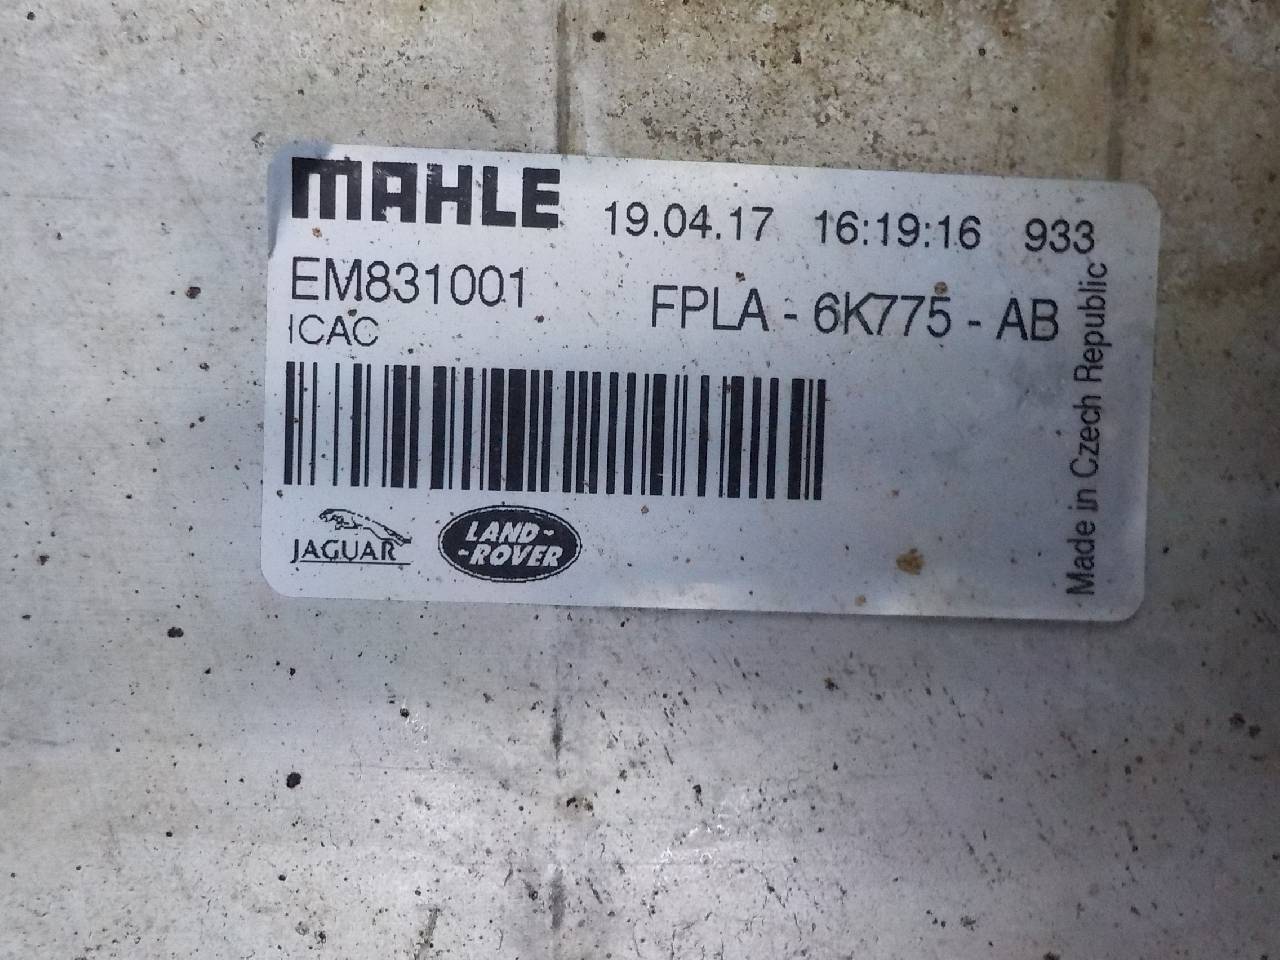 MAHLE 19.04.17 16:19:16 933
EM831001 FPLA - 6K775 - AB
ICAC
JAGUAR
LAND-
-ROVER
Made in Czech Republic